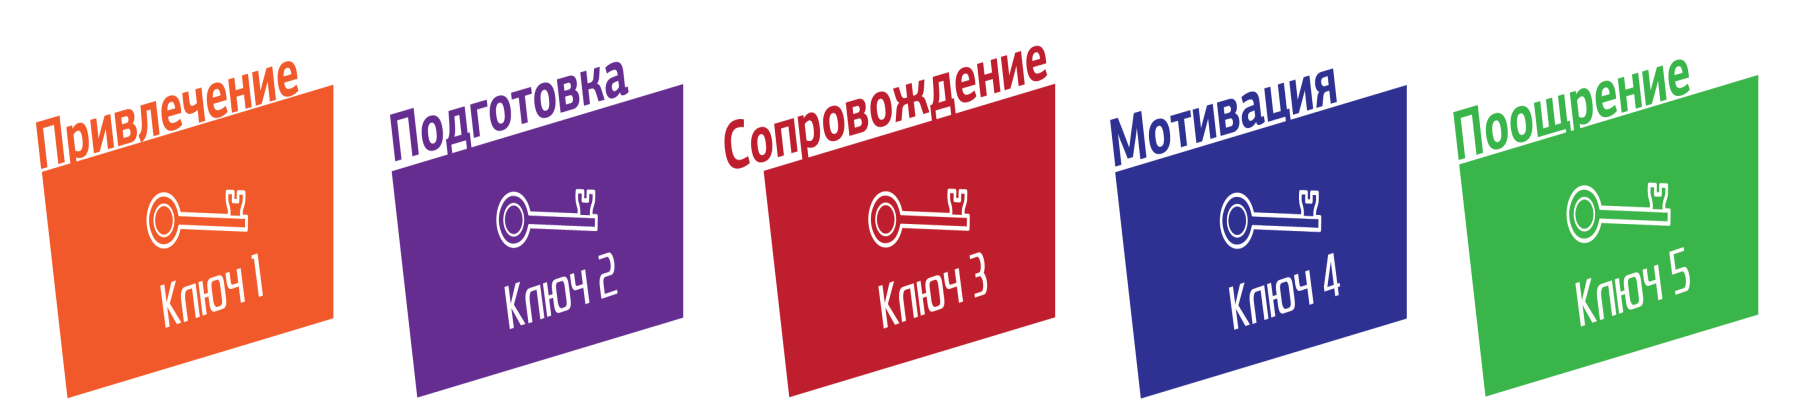 Привлечение
Ключ 1
Подготовка
Ключ 2
Сопровождение
Ключ 3
Мотивация
Ключ 4
Поощрение
Ключ 5